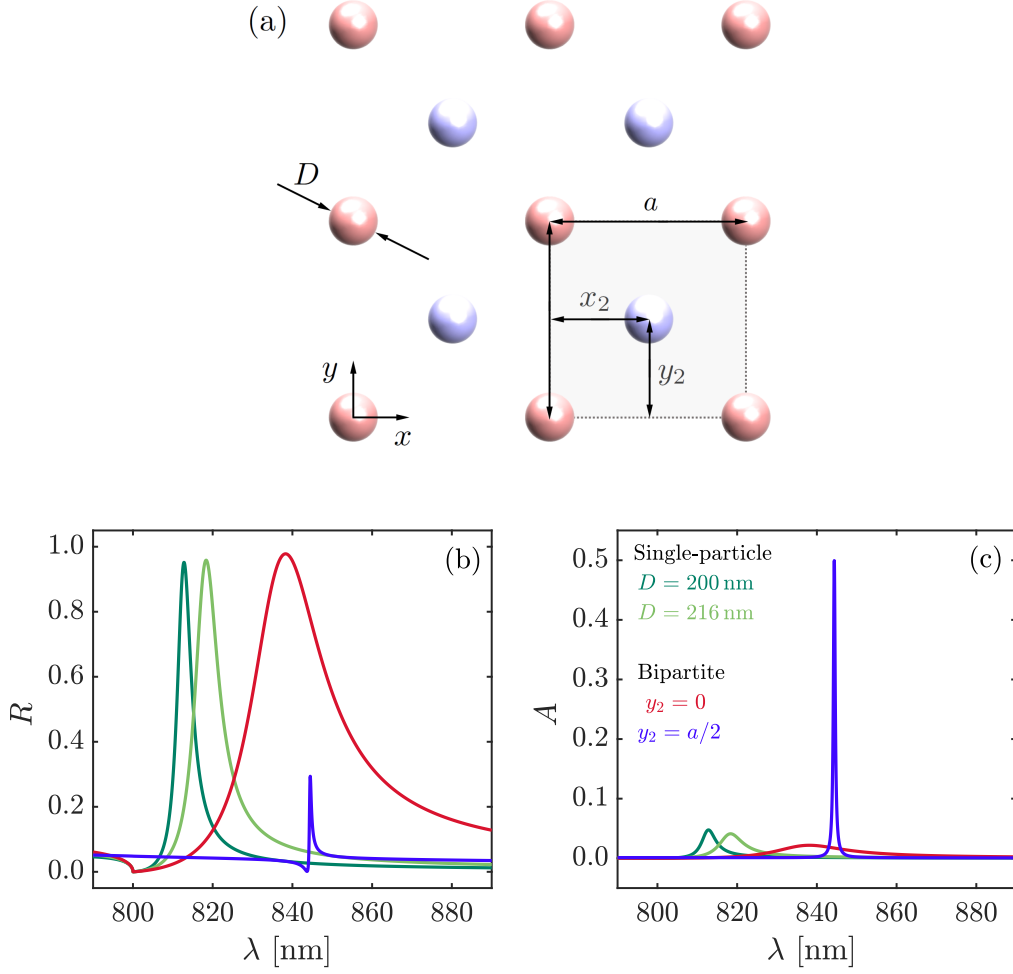 (a)
D
a
x₂
y₂
y
x
(b)
R
1.0
0.8
0.6
0.4
0.2
0.0
800 820 840 860 880
λ [nm]
(c)
A
0.5
0.4
0.3
0.2
0.1
0.0
Single-particle
D = 200 nm
D = 216 nm
Bipartite
y₂ = 0
y₂ = a/2
800 820 840 860 880
λ [nm]